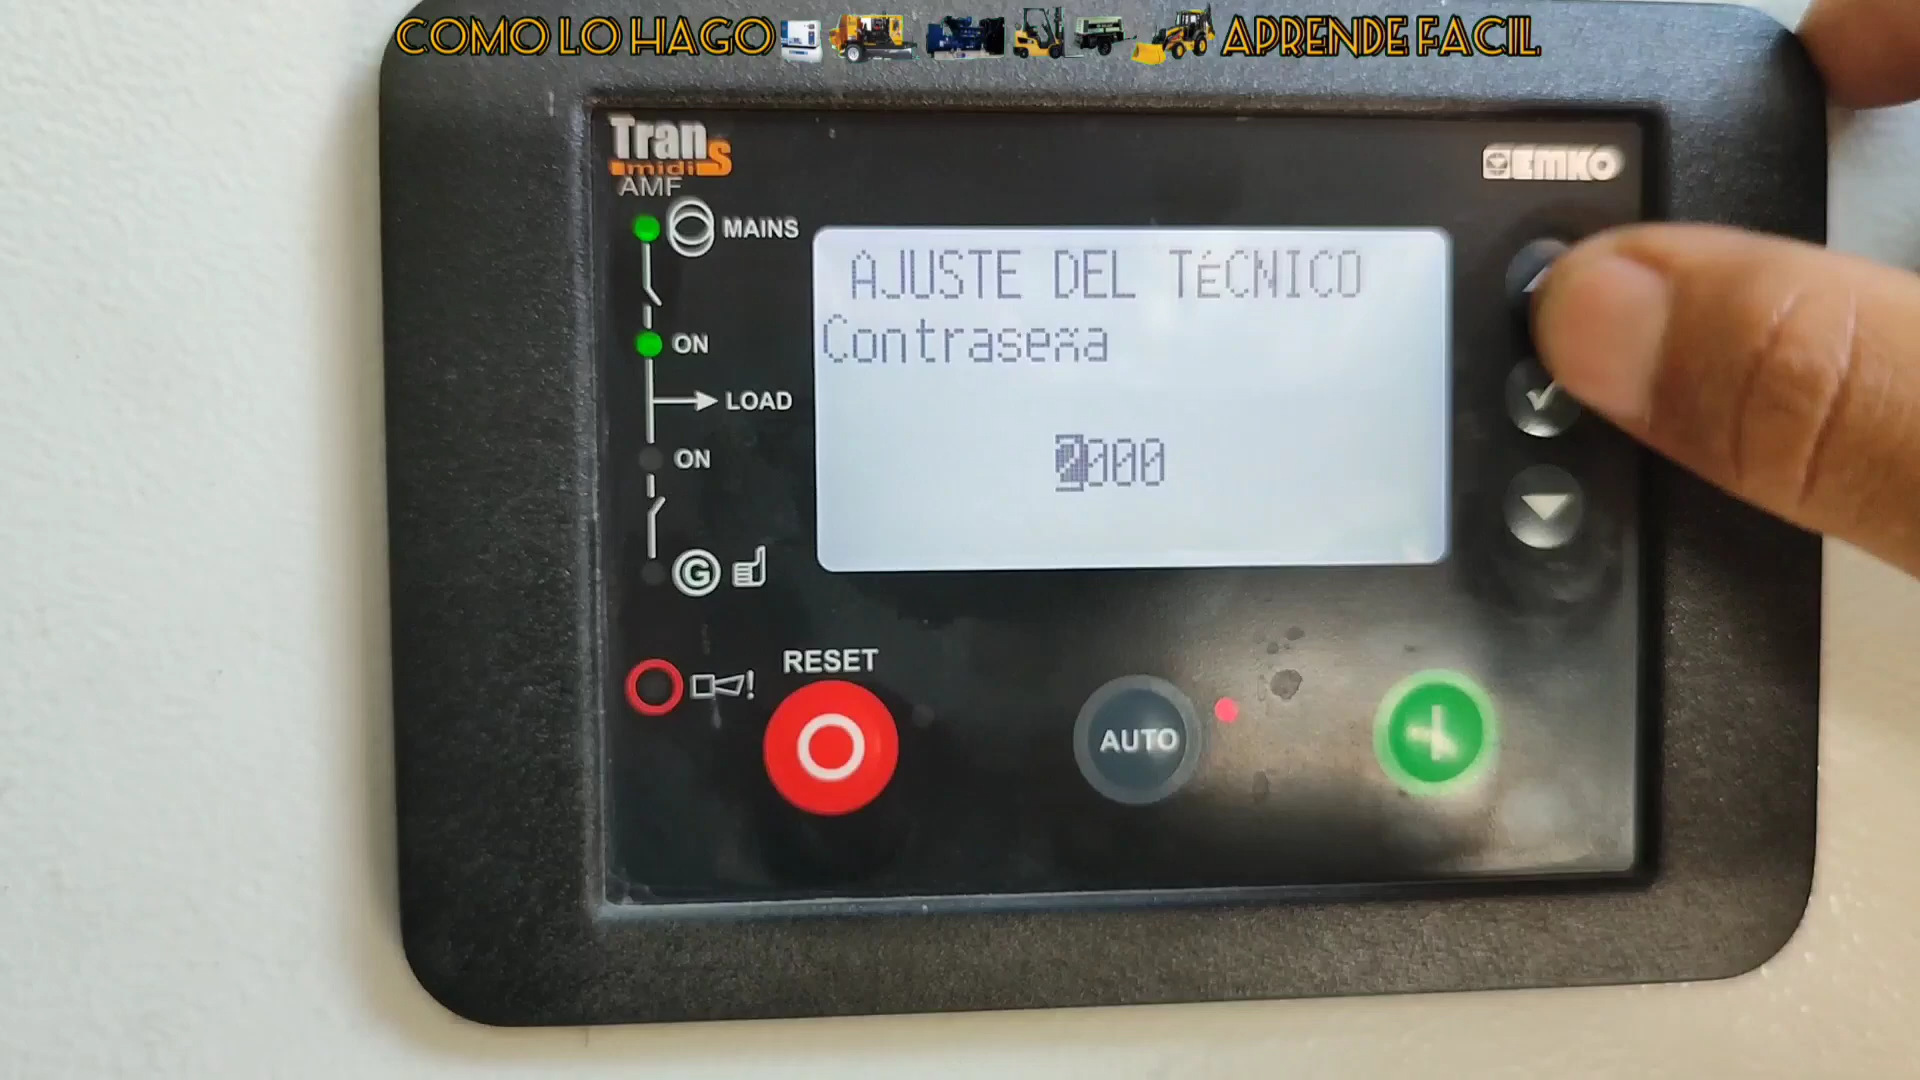 COMO LO HAGO APRENDE FACIL
Trans
midi
AMF
EMKO
MAINS
ON
LOAD
ON
G
AJUSTE DEL TÉCNICO
Contraseña
2000
RESET
AUTO